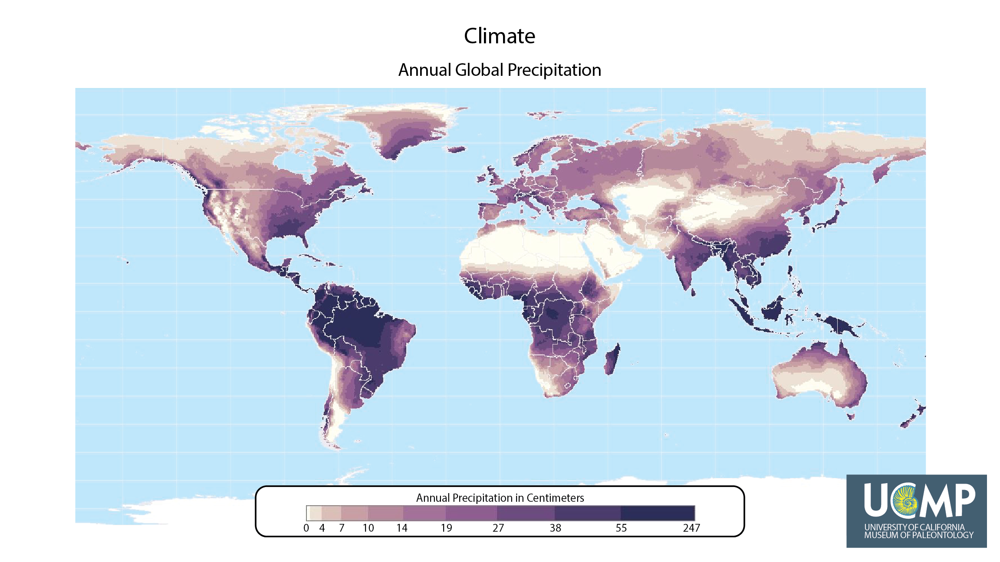 Climate
Annual Global Precipitation
Annual Precipitation in Centimeters
0 4 7 10 14 19 27 38 55 247
UCMP
UNIVERSITY OF CALIFORNIA
MUSEUM OF PALEONTOLOGY